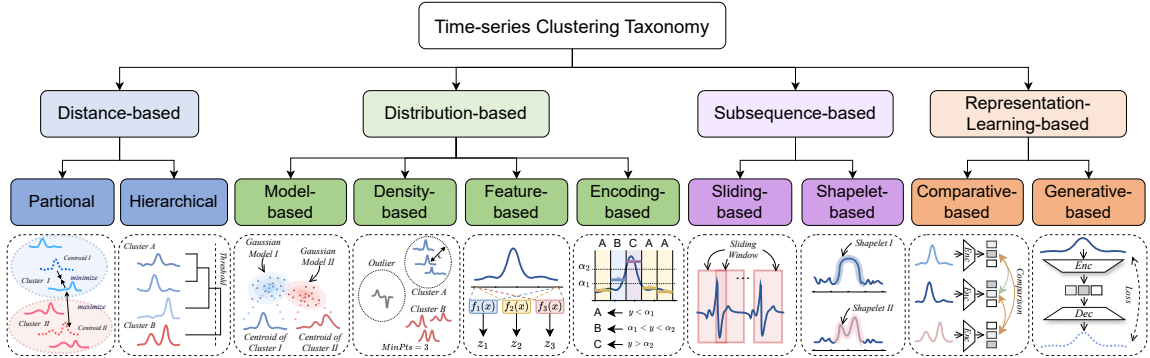 Time-series Clustering Taxonomy
Distance-based
Distribution-based
Subsequence-based
Representation-
Learning-based
Partional
Hierarchical
Model-
based
Density-
based
Feature-
based
Encoding-
based
Sliding-
based
Shapelet-
based
Comparative-
based
Generative-
based
Centroid I
Cluster I
minimize
maximize
Cluster II
Centroid II
Cluster A
Cluster B
Threshold
Gaussian
Model I
Gaussian
Model II
Centroid of
Cluster I
Centroid of
Cluster II
Outlier
Cluster A
Cluster B
MinPts = 3
f₁(x) f₂(x) f₃(x)
z₁ z₂ z₃
A B C A A
α₂
α₁
A ← y < α₁
B ← α₁ < y < α₂
C ← y > α₂
Sliding
Window
...
Shapelet I
Shapelet II
Enc
Enc
Enc
Comparison
Enc
Dec
Loss